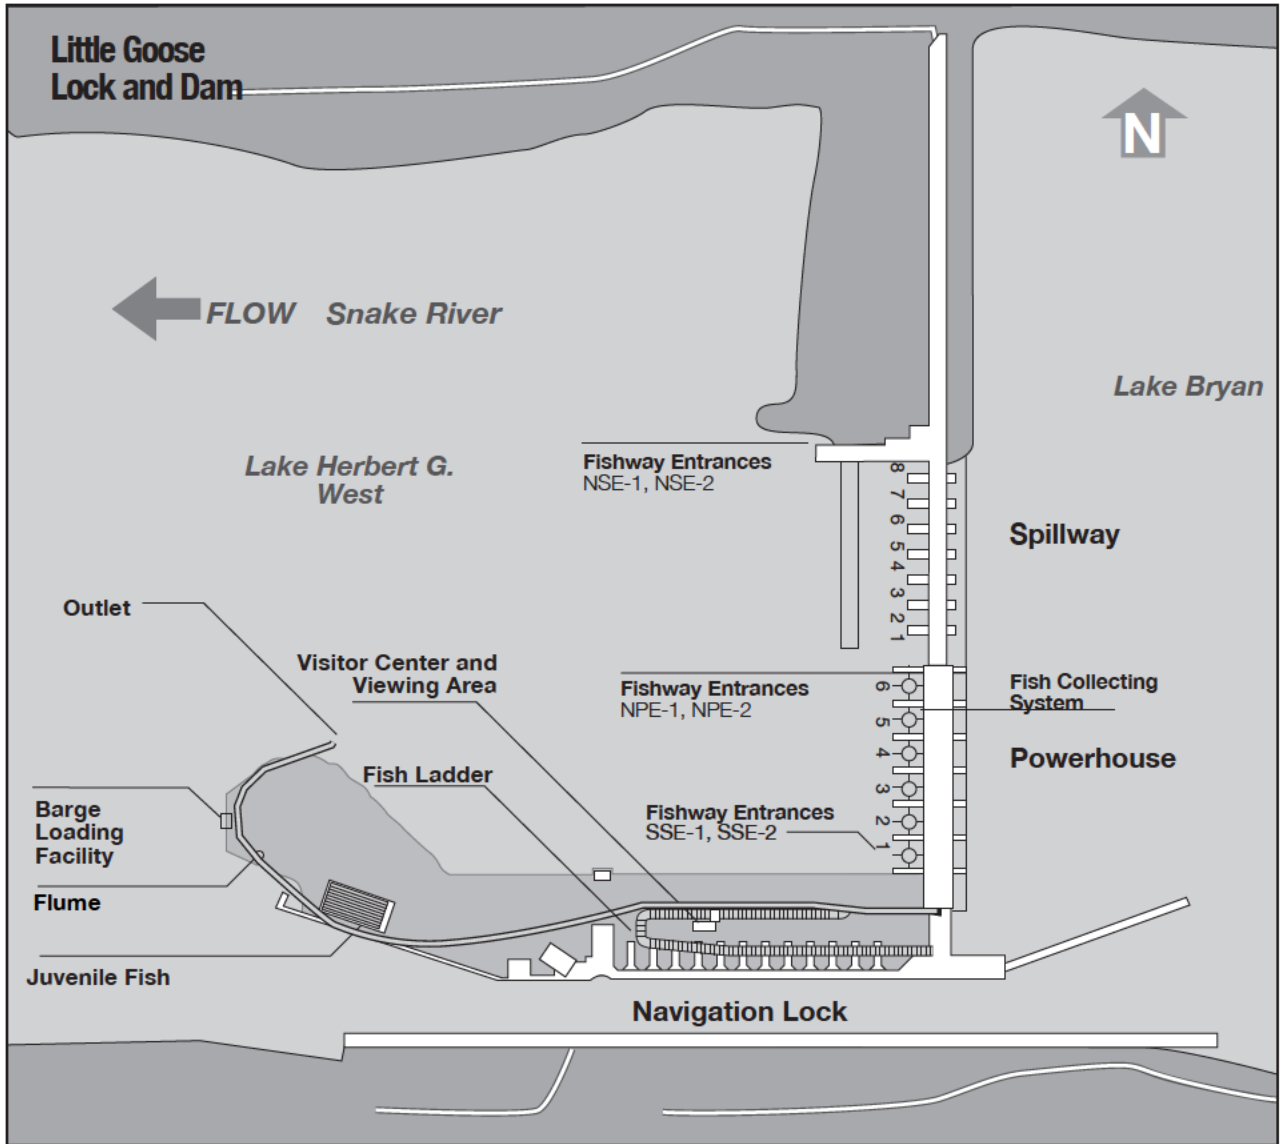 Little Goose
Lock and Dam
N
FLOW Snake River
Lake Bryan
Lake Herbert G.
West
Fishway Entrances
NSE-1, NSE-2
8
7
6
5
4
3
2
1
Spillway
Outlet
Visitor Center and
Viewing Area
Fishway Entrances
NPE-1, NPE-2
6
5
4
3
2
1
Fish Collecting
System
Powerhouse
Fish Ladder
Fishway Entrances
SSE-1, SSE-2
Barge
Loading
Facility
Flume
Juvenile Fish
Navigation Lock